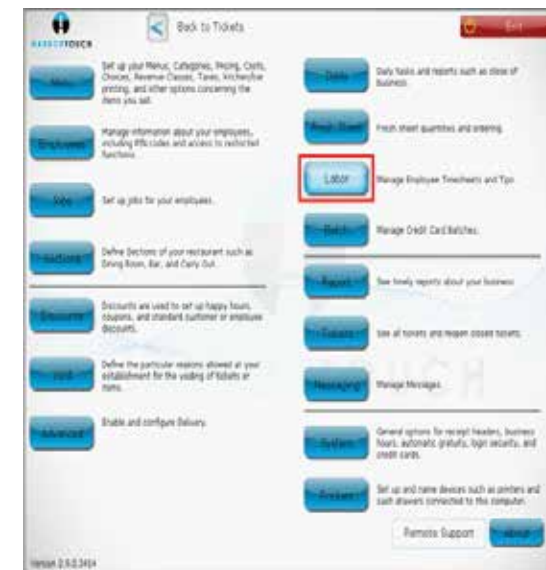 HARBORTOUCH
Back to Tickets
Exit
Menu
Set up your Menus, Categories, Pricing, Costs,
Choices, Revenue Classes, Taxes, kitchen/bar
printing, and other options concerning the
items you sell.
Employees
Manage information about your employees,
including PIN codes and access to restricted
functions.
Jobs
Set up jobs for your employees.
Sections
Define Sections of your restaurant such as
Dining Room, Bar, and Carry Out.
Discounts
Discounts are used to set up happy hours,
coupons, and standard customer or employee
discounts.
Void
Define the particular reasons allowed at your
establishment for the voiding of tickets or
items.
Advanced
Enable and configure Delivery.
Daily
Daily tasks and reports such as close of
business.
Fresh Sheet
Fresh sheet quantities and ordering.
Labor
Manage Employee Timesheets and Tips
Batch
Manage Credit Card Batches.
Report
See timely reports about your business
Tickets
See all tickets and reopen closed tickets.
Messaging
Manage Messages.
System
General options for receipt headers, business
hours, automatic gratuity, login security, and
credit cards.
Printers
Set up and name devices such as printers and
cash drawers connected to this computer.
Remote Support
About
TOUCH